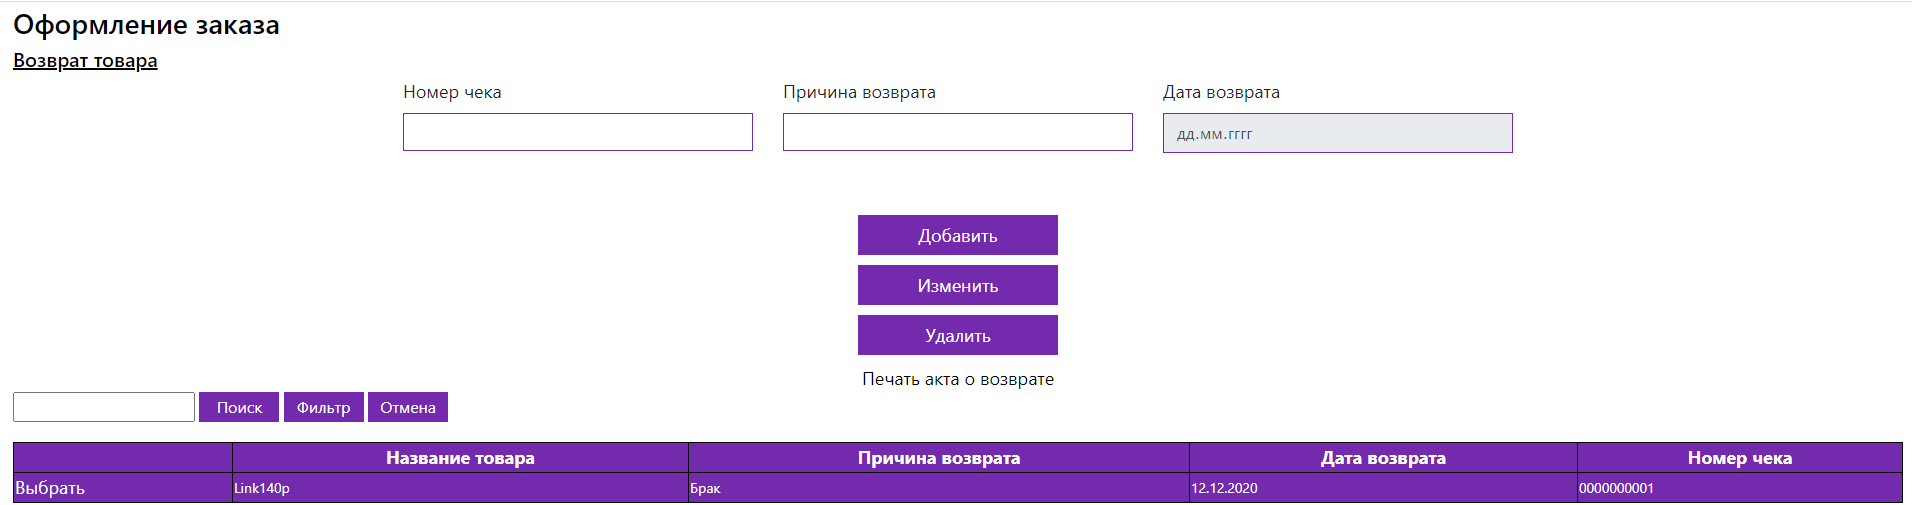 Оформление заказа
Возврат товара
Номер чека Причина возврата Дата возврата
дд.мм.гггг
Добавить
Изменить
Удалить
Печать акта о возврате
Поиск Фильтр Отмена
Название товара Причина возврата Дата возврата Номер чека
Выбрать Link140p Брак 12.12.2020 0000000001